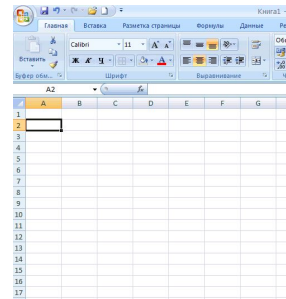 Книга1 -
Главная Вставка Разметка страницы Формулы Данные Ре
Calibri 11 A A
Вставить Ж К Ч A
Буфер обм... Шрифт Выравнивание
A2 fx
A B C D E F G
1
2
3
4
5
6
7
8
9
10
11
12
13
14
15
16
17